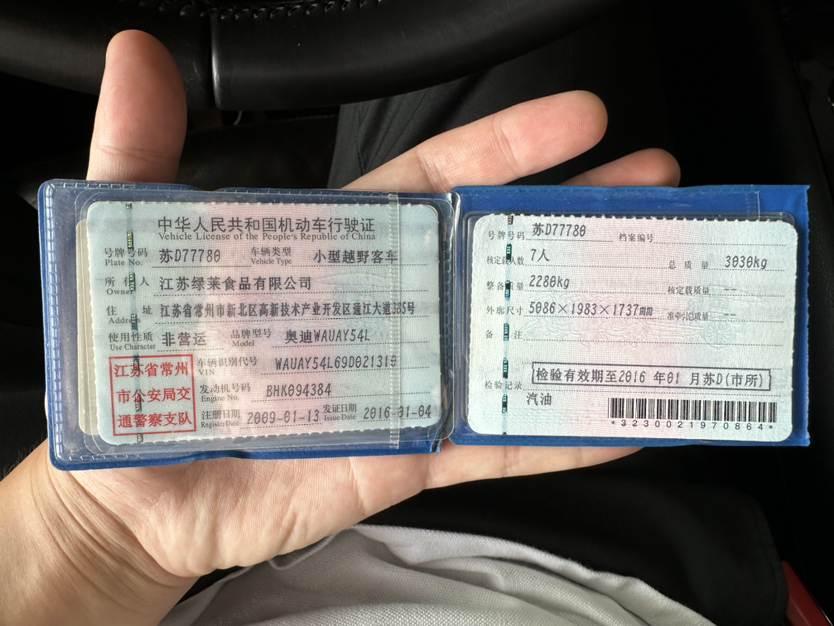 中华人民共和国机动车行驶证
Vehicle License of the People's Republic of China
号牌号码 Plate No. 苏D77780 车辆类型 Vehicle Type 小型越野客车
所有人 Owner 江苏绿莱食品有限公司
住址 Address 江苏省常州市新北区高新技术产业开发区通江大道385号
使用性质 Use Character 非营运 品牌型号 Model 奥迪WAUAY54L
车辆识别代号 VIN WAUAY54L69D021319
发动机号码 Engine No. BHK094384
注册日期 Register Date 2009-01-13 发证日期 Issue Date 2016-01-04
江苏省常州
市公安局交
通警察支队
号牌号码 苏D77780 档案编号
核定载人数 7人 总质量 3030kg
整备质量 2280kg 核定载质量 --
外廓尺寸 5086×1983×1737mm 准牵引总质量 --
备注
检验记录 检验有效期至2016年01月苏D(市所)
汽油
*3230021970864*